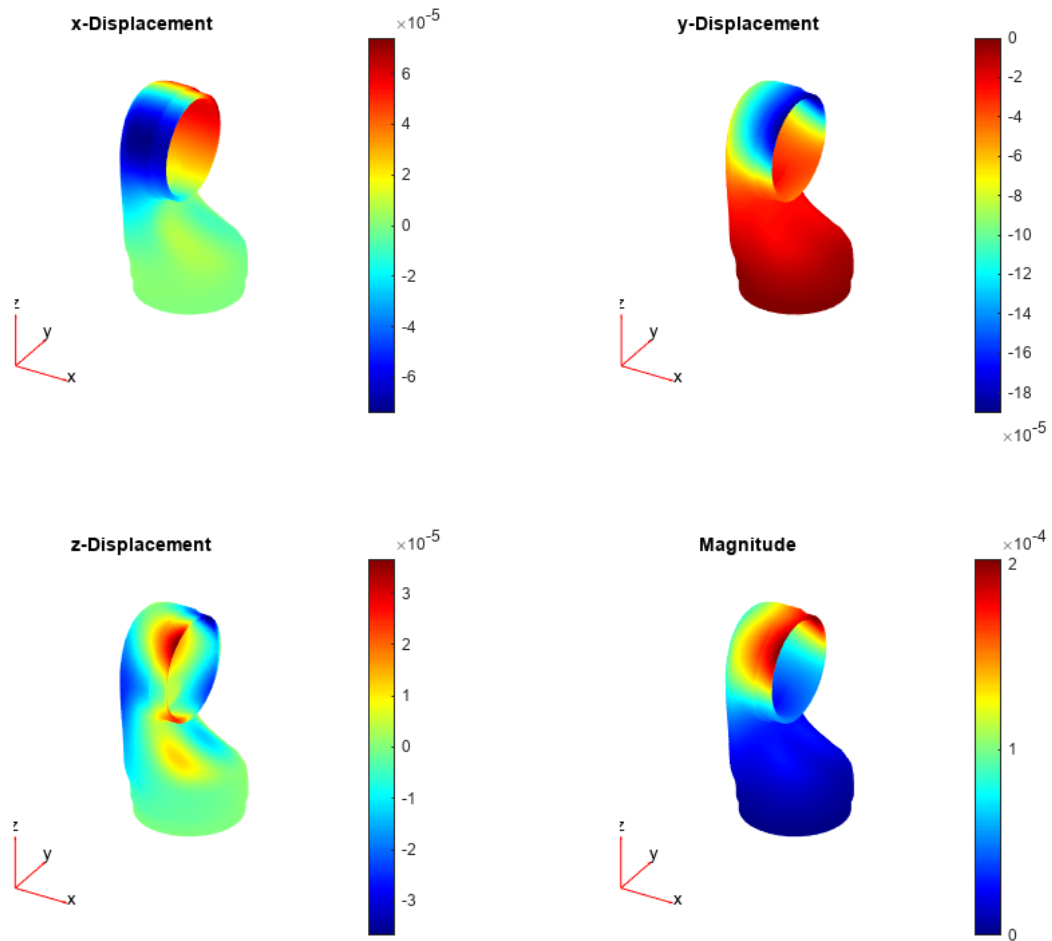 x-Displacement
×10-5
6
4
2
0
-2
-4
-6
z
y
x
y-Displacement
0
-2
-4
-6
-8
-10
-12
-14
-16
-18
×10-5
z
y
x
z-Displacement
×10-5
3
2
1
0
-1
-2
-3
z
y
x
Magnitude
×10-4
2
1
0
z
y
x